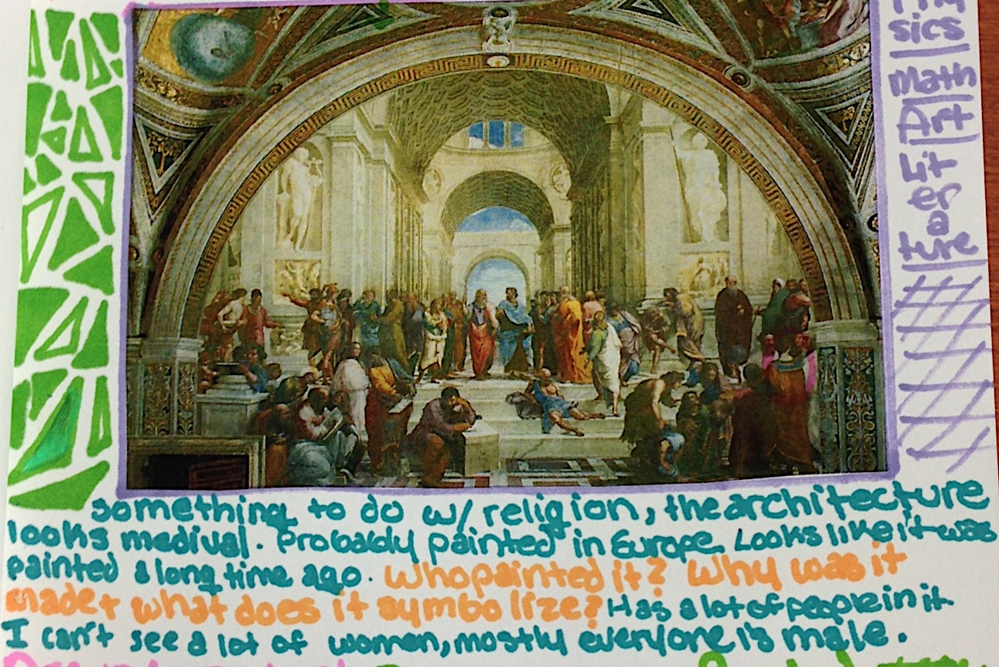 sics
Math
Art
Lit
er
a
ture
something to do w/ religion, the architecture
looks medival. Probably painted in Europe. Looks like it was
painted a long time ago. Who painted it? Why was it
made + what does it symbolize? Has a lot of people in it.
I can't see a lot of women, mostly everyone is male.